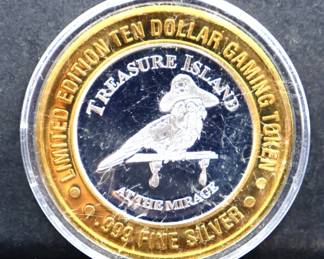 LIMITED EDITION TEN DOLLAR GAMING TOKEN
TREASURE ISLAND
AT THE MIRAGE
.999 FINE SILVER